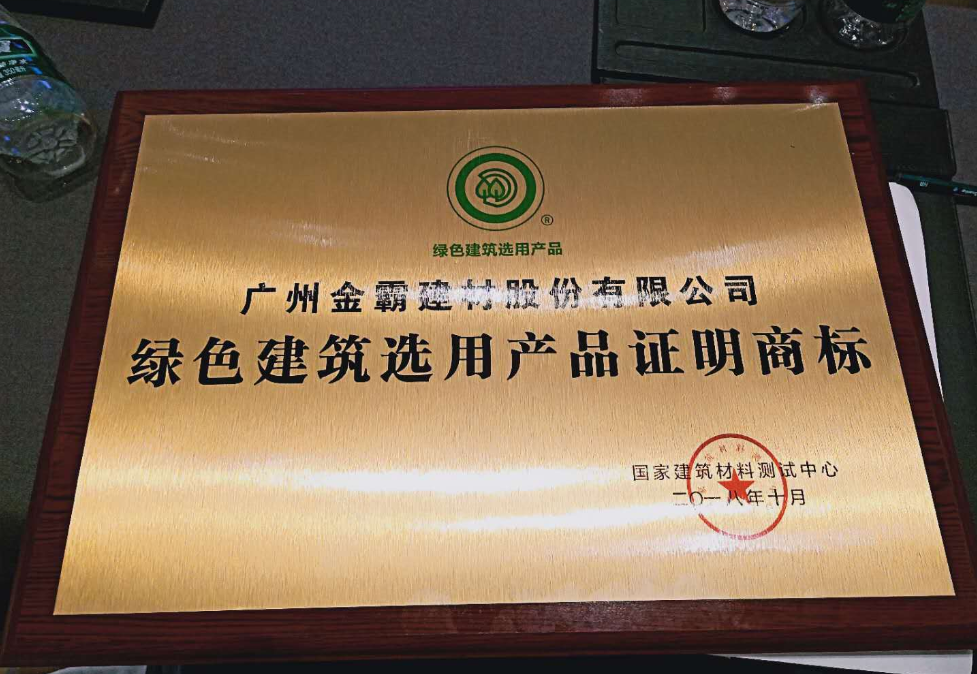 ®
绿色建筑选用产品
广州金霸建材股份有限公司
绿色建筑选用产品证明商标
国家建筑材料测试中心
二〇一八年十月